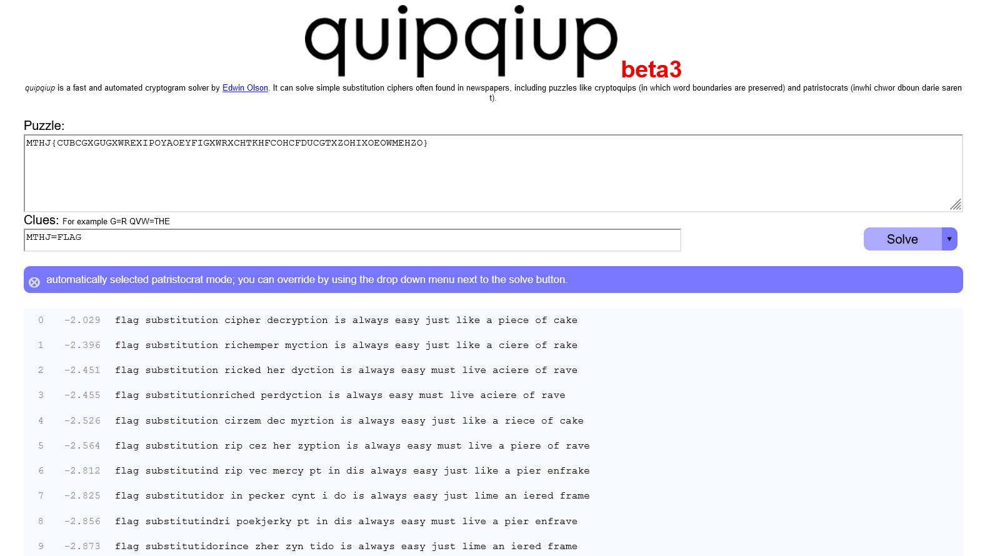 quipqiup beta3
quipqiup is a fast and automated cryptogram solver by Edwin Olson. It can solve simple substitution ciphers often found in newspapers, including puzzles like cryptoquips (in which word boundaries are preserved) and patristocrats (inwhi chwor dboun darie saren
t).
Puzzle:
MTHJ{CUBCGXGUGXWREXIPOYAOEYFIGXWRXCHTKHFCOHCFDUCGTXZOHIXOEOWMEHZO}
Clues: For example G=R QVW=THE
MTHJ=FLAG
Solve
automatically selected patristocrat mode; you can override by using the drop down menu next to the solve button.
0 -2.029 flag substitution cipher decryption is always easy just like a piece of cake
1 -2.396 flag substitution richemper myction is always easy just like a ciere of rake
2 -2.451 flag substitution ricked her dyction is always easy must live aciere of rave
3 -2.455 flag substitutionriched perdyction is always easy must live aciere of rave
4 -2.526 flag substitution cirzem dec myrtion is always easy just like a riece of cake
5 -2.564 flag substitution rip cez her zyption is always easy must live a piere of rave
6 -2.812 flag substitutind rip vec mercy pt in dis always easy just like a pier enfrake
7 -2.825 flag substitutidor in pecker cynt i do is always easy just lime an iered frame
8 -2.856 flag substitutindri poekjerky pt in dis always easy must live a pier enfrave
9 -2.873 flag substitutidorince zher zyn tido is always easy just lime an iered frame